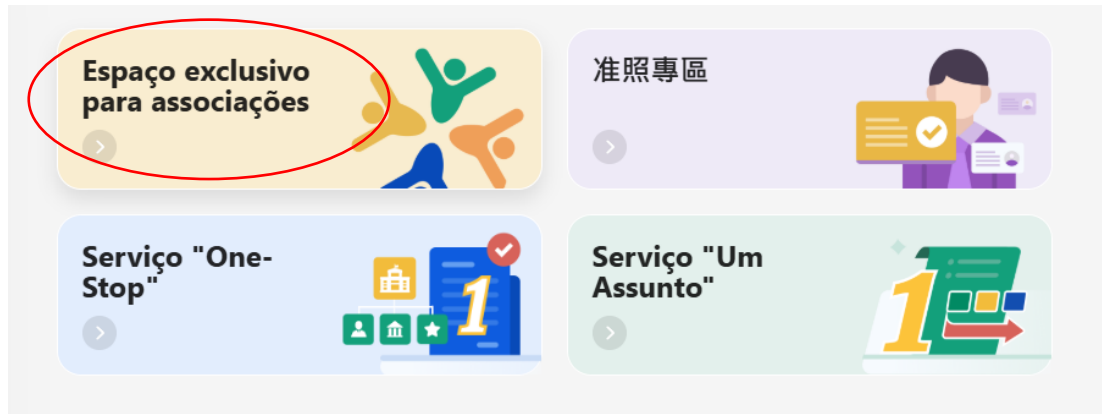 Espaço exclusivo
para associações
准照專區
Serviço "One-
Stop"
1
Serviço "Um
Assunto"
1